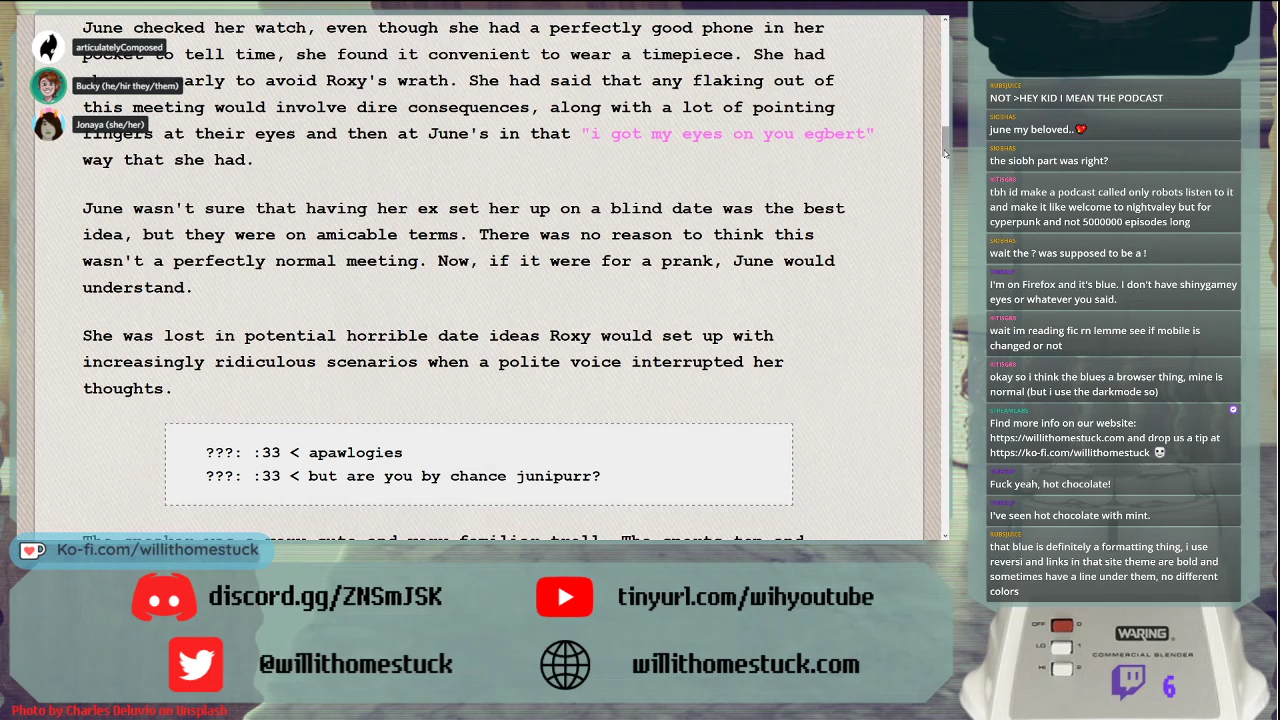 June checked her watch, even though she had a perfectly good phone in her
pocket to tell time, she found it convenient to wear a timepiece. She had
early to avoid Roxy's wrath. She had said that any flaking out of
this meeting would involve dire consequences, along with a lot of pointing
fingers at their eyes and then at June's in that "i got my eyes on you egbert"
way that she had.
articulatelyComposed
Bucky (he/hir they/them)
Jonaya (she/her)
June wasn't sure that having her ex set her up on a blind date was the best
idea, but they were on amicable terms. There was no reason to think this
wasn't a perfectly normal meeting. Now, if it were for a prank, June would
understand.
She was lost in potential horrible date ideas Roxy would set up with
increasingly ridiculous scenarios when a polite voice interrupted her
thoughts.
???: :33 < apawlogies
???: :33 < but are you by chance junipurr?
Ko-fi.com/willithomestuck
discord.gg/ZNSmJSK
tinyurl.com/wihyoutube
@willithomestuck
willithomestuck.com
Photo by Charles Deluvio on Unsplash
RUBSJUICE
NOT >HEY KID I MEAN THE PODCAST
SIOBHAS
june my beloved..
SIOBHAS
the siobh part was right?
KITISGR8
tbh id make a podcast called only robots listen to it
and make it like welcome to nightvaley but for
cyperpunk and not 5000000 episodes long
SIOBHAS
wait the ? was supposed to be a !
I'm on Firefox and it's blue. I don't have shinygamey
eyes or whatever you said.
KITISGR8
wait im reading fic rn lemme see if mobile is
changed or not
KITISGR8
okay so i think the blues a browser thing, mine is
normal (but i use the darkmode so)
STREAMLABS
Find more info on our website:
https://willithomestuck.com and drop us a tip at
https://ko-fi.com/willithomestuck
Fuck yeah, hot chocolate!
I've seen hot chocolate with mint.
RUBSJUICE
that blue is definitely a formatting thing, i use
reversi and links in that site theme are bold and
sometimes have a line under them, no different
colors
OFF 0
LO 1
HI 2
WARING
COMMERCIAL BLENDER
6